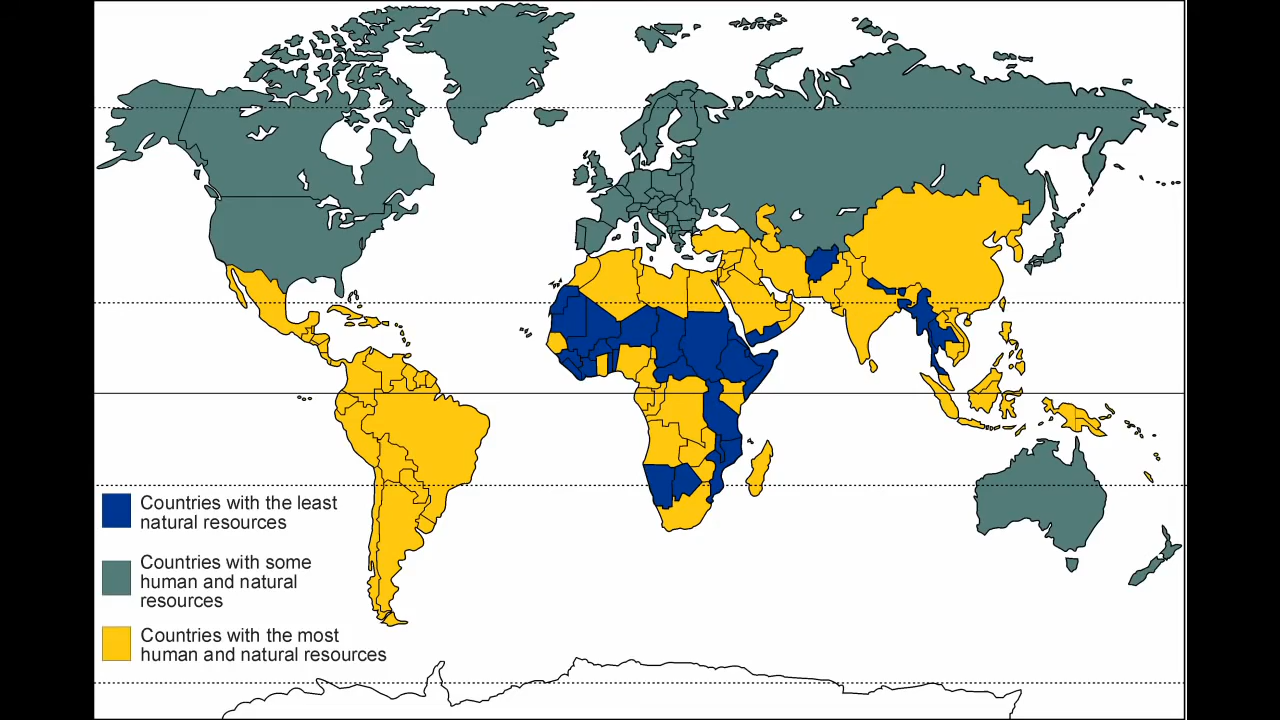 Countries with the least
natural resources
Countries with some
human and natural
resources
Countries with the most
human and natural resources